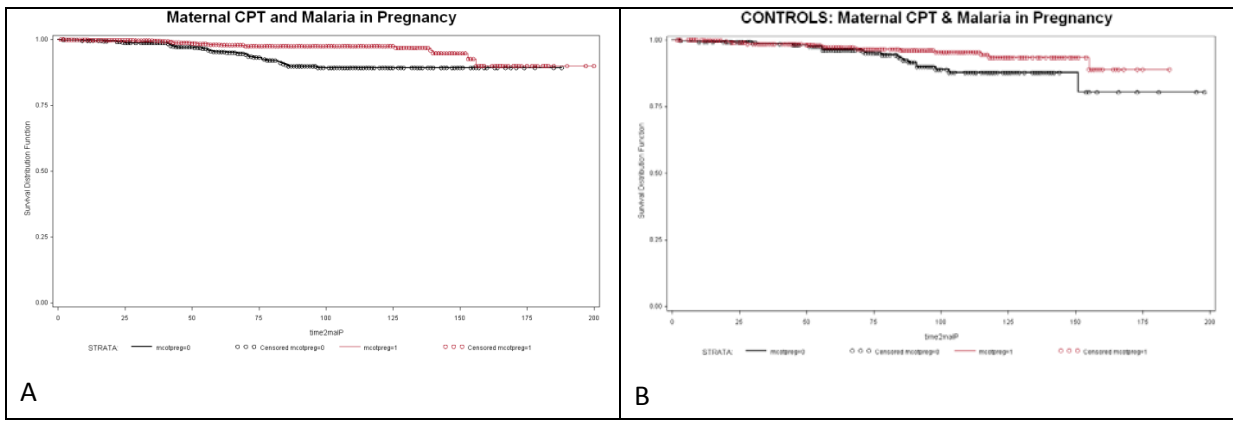 Maternal CPT and Malaria in Pregnancy
1.00
0.75
0.50
0.25
0.00
Survival Distribution Function
0 25 50 75 100 125 150 175 200
time2malP
STRATA: mcotpreg=0 Censored mcotpreg=0 mcotpreg=1 Censored mcotpreg=1
A
CONTROLS: Maternal CPT & Malaria in Pregnancy
1.00
0.75
0.50
0.25
0.00
Survival Distribution Function
0 25 50 75 100 125 150 175 200
time2malP
STRATA: mcotpreg=0 Censored mcotpreg=0 mcotpreg=1 Censored mcotpreg=1
B